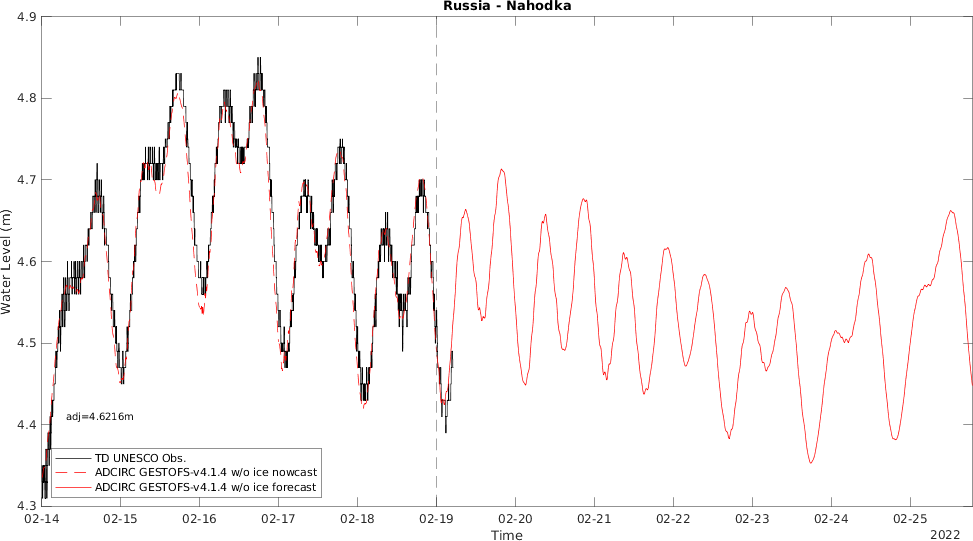 Russia - Nahodka
Water Level (m)
4.9
4.8
4.7
4.6
4.5
4.4
4.3
adj=4.6216m
TD UNESCO Obs.
ADCIRC GESTOFS-v4.1.4 w/o ice nowcast
ADCIRC GESTOFS-v4.1.4 w/o ice forecast
02-14 02-15 02-16 02-17 02-18 02-19 02-20 02-21 02-22 02-23 02-24 02-25
Time
2022